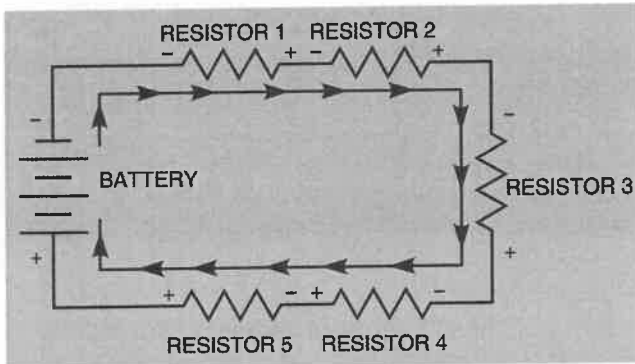 RESISTOR 1 RESISTOR 2
- + - +
-
-
BATTERY
RESISTOR 3
+
+
+ - + -
RESISTOR 5 RESISTOR 4